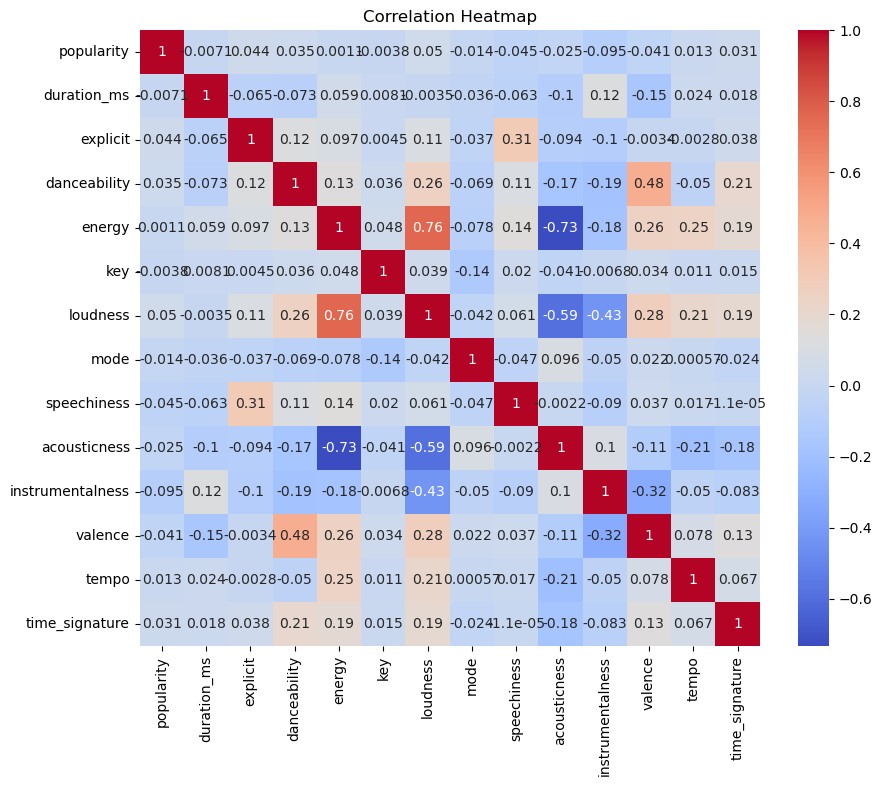 Correlation Heatmap
popularity 1 -0.0071 0.044 0.035 0.0011 -0.0038 0.05 -0.014 -0.045 -0.025 -0.095 -0.041 0.013 0.031
duration_ms -0.0071 1 -0.065 -0.073 0.059 0.0081 -0.0035 -0.036 -0.063 -0.1 0.12 -0.15 0.024 0.018
explicit 0.044 -0.065 1 0.12 0.097 0.0045 0.11 -0.037 0.31 -0.094 -0.1 -0.0034 -0.0028 0.038
danceability 0.035 -0.073 0.12 1 0.13 0.036 0.26 -0.069 0.11 -0.17 -0.19 0.48 -0.05 0.21
energy 0.0011 0.059 0.097 0.13 1 0.048 0.76 -0.078 0.14 -0.73 -0.18 0.26 0.25 0.19
key -0.0038 0.0081 0.0045 0.036 0.048 1 0.039 -0.14 0.02 -0.041 -0.0068 0.034 0.011 0.015
loudness 0.05 -0.0035 0.11 0.26 0.76 0.039 1 -0.042 0.061 -0.59 -0.43 0.28 0.21 0.19
mode -0.014 -0.036 -0.037 -0.069 -0.078 -0.14 -0.042 1 -0.047 0.096 -0.05 0.022 0.00057 -0.024
speechiness -0.045 -0.063 0.31 0.11 0.14 0.02 0.061 -0.047 1 -0.0022 -0.09 0.037 0.017 -1.1e-05
acousticness -0.025 -0.1 -0.094 -0.17 -0.73 -0.041 -0.59 0.096 -0.0022 1 0.1 -0.11 -0.21 -0.18
instrumentalness -0.095 0.12 -0.1 -0.19 -0.18 -0.0068 -0.43 -0.05 -0.09 0.1 1 -0.32 -0.05 -0.083
valence -0.041 -0.15 -0.0034 0.48 0.26 0.034 0.28 0.022 0.037 -0.11 -0.32 1 0.078 0.13
tempo 0.013 0.024 -0.0028 -0.05 0.25 0.011 0.21 0.00057 0.017 -0.21 -0.05 0.078 1 0.067
time_signature 0.031 0.018 0.038 0.21 0.19 0.015 0.19 -0.024 -1.1e-05 -0.18 -0.083 0.13 0.067 1
popularity
duration_ms
explicit
danceability
energy
key
loudness
mode
speechiness
acousticness
instrumentalness
valence
tempo
time_signature
1.0
0.8
0.6
0.4
0.2
0.0
−0.2
−0.4
−0.6